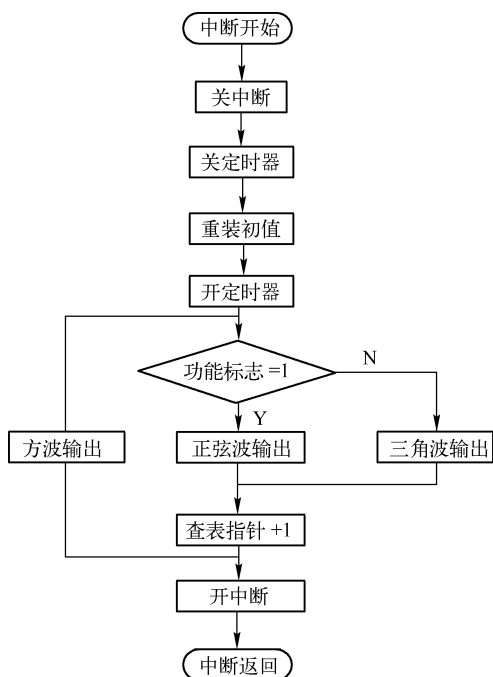 中断开始
关中断
关定时器
重装初值
开定时器
功能标志=1
N
Y
方波输出
正弦波输出
三角波输出
查表指针+1
开中断
中断返回